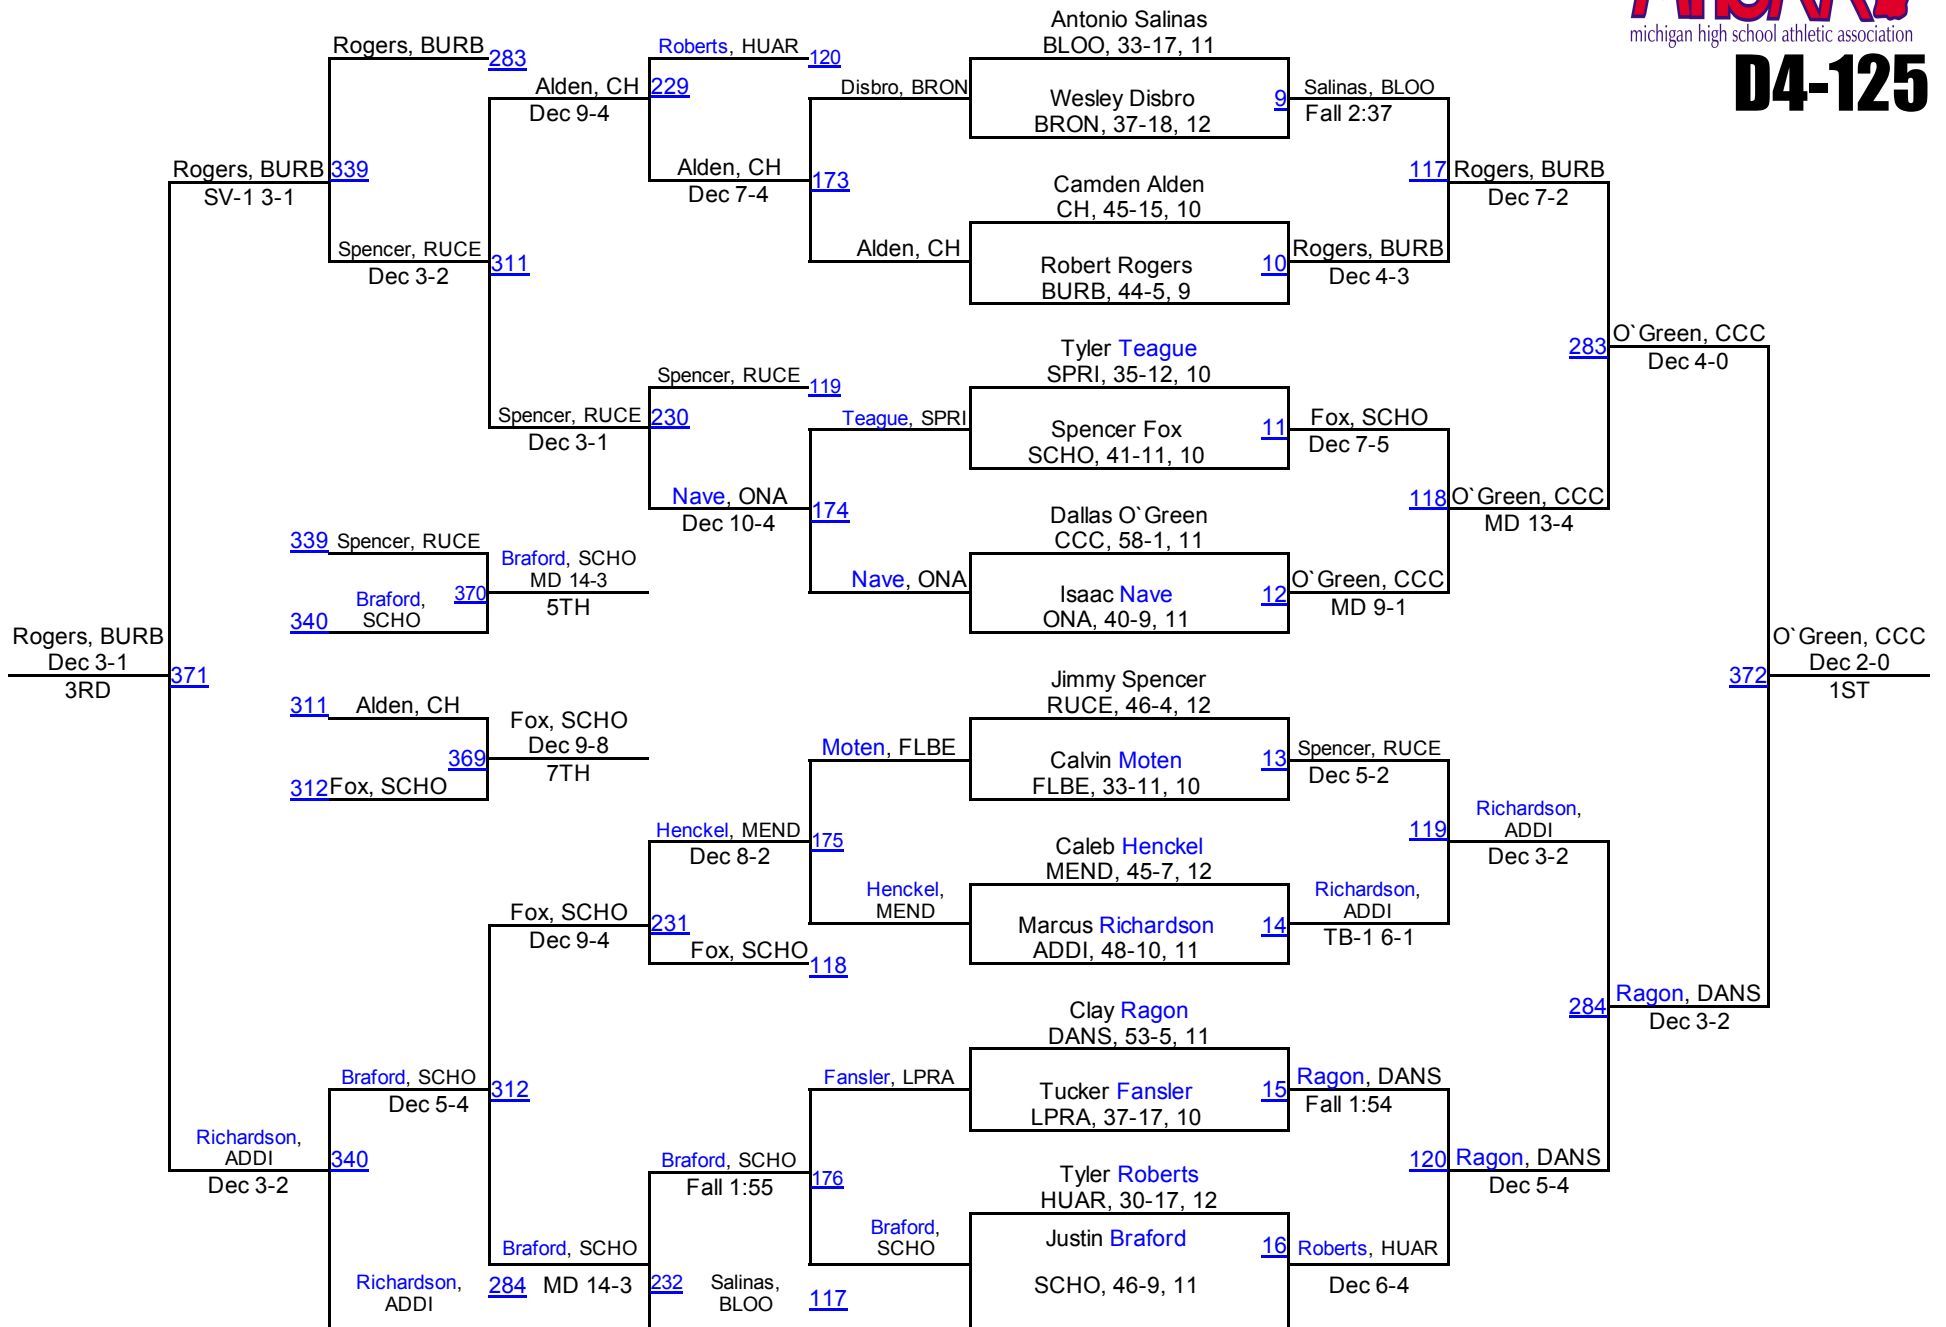 michigan high school athletic association
D4-125
Rogers, BURB
283
Alden, CH
Dec 9-4
229
Roberts, HUAR
120
Rogers, BURB
SV-1 3-1
339
Spencer, RUCE
Dec 3-2
311
Alden, CH
Dec 7-4
173
Disbro, BRON
Alden, CH
Spencer, RUCE
119
Spencer, RUCE
Dec 3-1
230
Teague, SPRI
Nave, ONA
Dec 10-4
174
Nave, ONA
339
Spencer, RUCE
Braford, SCHO
MD 14-3
5TH
370
340
Braford,
SCHO
Rogers, BURB
Dec 3-1
3RD
371
311
Alden, CH
Fox, SCHO
Dec 9-8
7TH
369
312
Fox, SCHO
Moten, FLBE
Henckel, MEND
Dec 8-2
175
Henckel,
MEND
Fox, SCHO
Dec 9-4
231
Fox, SCHO
118
Braford, SCHO
Dec 5-4
312
Fansler, LPRA
Richardson,
ADDI
Dec 3-2
340
Braford, SCHO
Fall 1:55
176
Braford,
SCHO
Braford, SCHO
MD 14-3
232
Richardson,
ADDI
284
Salinas,
BLOO
117
Antonio Salinas
BLOO, 33-17, 11
Wesley Disbro
BRON, 37-18, 12
9
Camden Alden
CH, 45-15, 10
Robert Rogers
BURB, 44-5, 9
10
Tyler Teague
SPRI, 35-12, 10
Spencer Fox
SCHO, 41-11, 10
11
Dallas O`Green
CCC, 58-1, 11
Isaac Nave
ONA, 40-9, 11
12
Jimmy Spencer
RUCE, 46-4, 12
Calvin Moten
FLBE, 33-11, 10
13
Caleb Henckel
MEND, 45-7, 12
Marcus Richardson
ADDI, 48-10, 11
14
Clay Ragon
DANS, 53-5, 11
Tucker Fansler
LPRA, 37-17, 10
15
Tyler Roberts
HUAR, 30-17, 12
Justin Braford
SCHO, 46-9, 11
16
Salinas, BLOO
Fall 2:37
117
Rogers, BURB
Dec 7-2
Rogers, BURB
Dec 4-3
283
O`Green, CCC
Dec 4-0
Fox, SCHO
Dec 7-5
118
O`Green, CCC
MD 13-4
O`Green, CCC
MD 9-1
372
O`Green, CCC
Dec 2-0
1ST
Spencer, RUCE
Dec 5-2
119
Richardson,
ADDI
Dec 3-2
Richardson,
ADDI
TB-1 6-1
284
Ragon, DANS
Dec 3-2
Ragon, DANS
Fall 1:54
120
Ragon, DANS
Dec 5-4
Roberts, HUAR
Dec 6-4